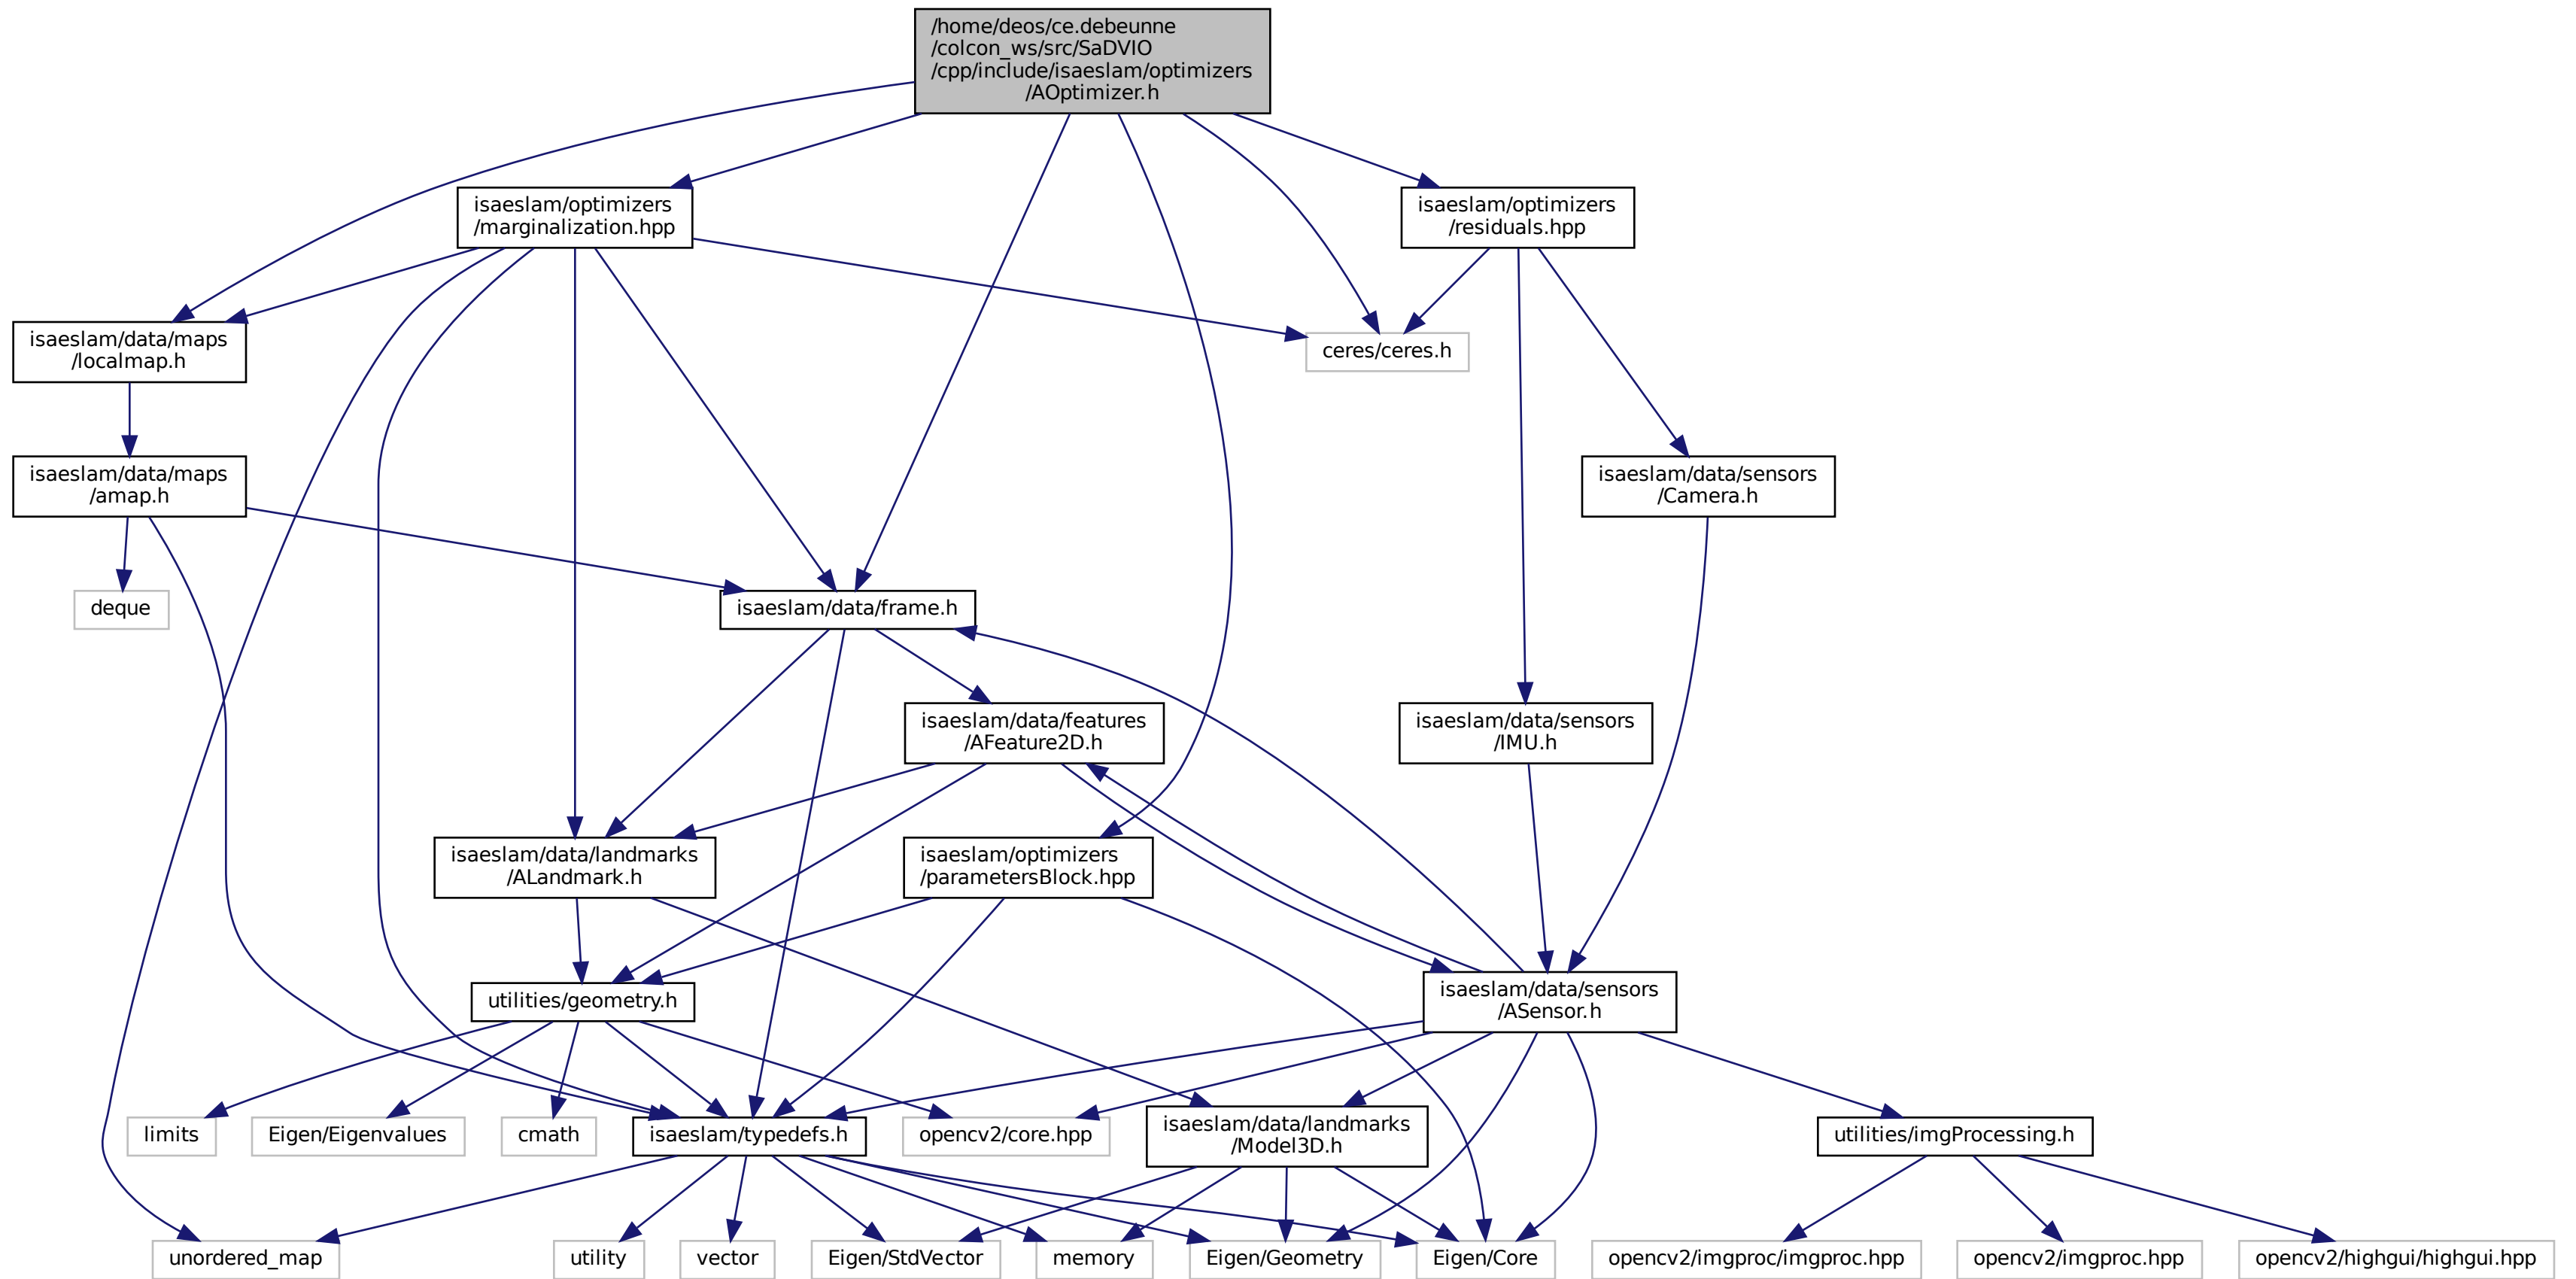 /home/deos/ce.debeunne
/colcon_ws/src/SaDVIO
/cpp/include/isaeslam/optimizers
/AOptimizer.h
isaeslam/optimizers
/marginalization.hpp
isaeslam/optimizers
/residuals.hpp
isaeslam/data/maps
/localmap.h
ceres/ceres.h
isaeslam/data/maps
/amap.h
isaeslam/data/sensors
/Camera.h
deque
isaeslam/data/frame.h
isaeslam/data/features
/AFeature2D.h
isaeslam/data/sensors
/IMU.h
isaeslam/data/landmarks
/ALandmark.h
isaeslam/optimizers
/parametersBlock.hpp
utilities/geometry.h
isaeslam/data/sensors
/ASensor.h
limits
Eigen/Eigenvalues
cmath
isaeslam/typedefs.h
opencv2/core.hpp
isaeslam/data/landmarks
/Model3D.h
utilities/imgProcessing.h
unordered_map
utility
vector
Eigen/StdVector
memory
Eigen/Geometry
Eigen/Core
opencv2/imgproc/imgproc.hpp
opencv2/imgproc.hpp
opencv2/highgui/highgui.hpp